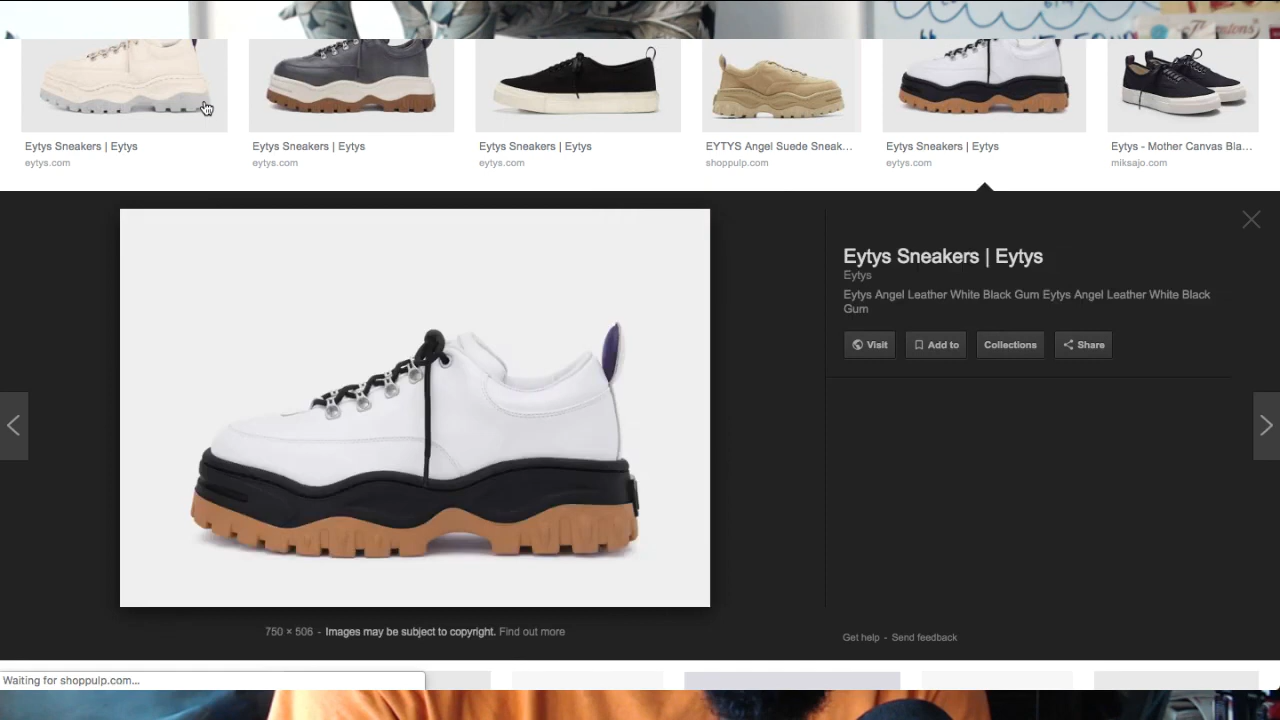 Eytys Sneakers | Eytys
eytys.com
Eytys Sneakers | Eytys
eytys.com
Eytys Sneakers | Eytys
eytys.com
EYTYS Angel Suede Sneak...
shoppulp.com
Eytys Sneakers | Eytys
eytys.com
Eytys - Mother Canvas Bla...
miksajo.com
Eytys Sneakers | Eytys
Eytys
Eytys Angel Leather White Black Gum Eytys Angel Leather White Black
Gum
Visit
Add to
Collections
Share
750 × 506 - Images may be subject to copyright. Find out more
Get help - Send feedback
Waiting for shoppulp.com...